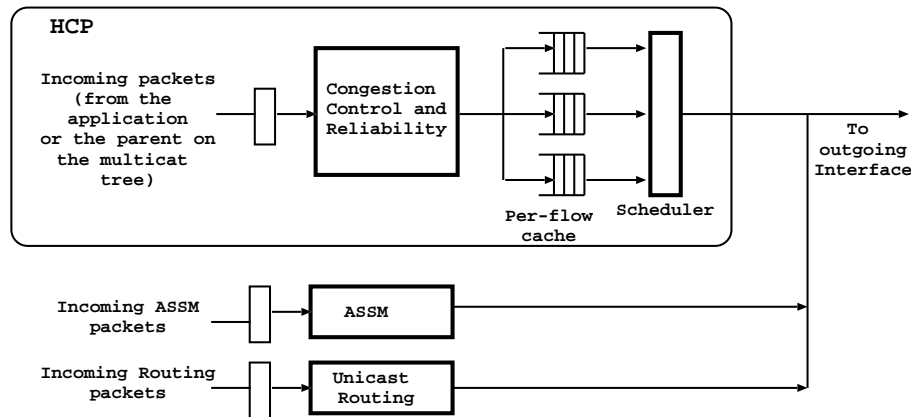 HCP
Incoming packets
(from the
application
or the parent on
the multicat
tree)
Congestion
Control and
Reliability
Per-flow
cache
Scheduler
To
outgoing
Interface
Incoming ASSM
packets
ASSM
Incoming Routing
packets
Unicast
Routing